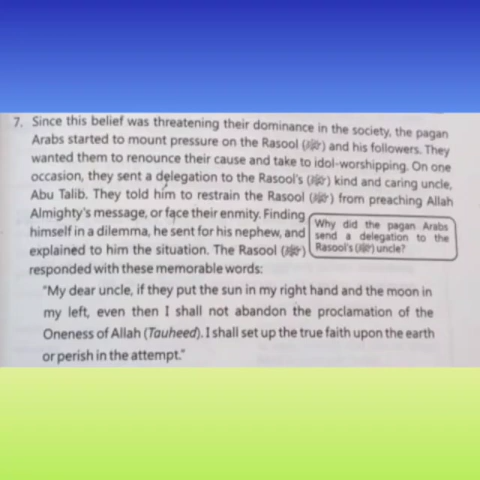 7. Since this belief was threatening their dominance in the society, the pagan
Arabs started to mount pressure on the Rasool (ﷺ) and his followers. They
wanted them to renounce their cause and take to idol-worshipping. On one
occasion, they sent a delegation to the Rasool's (ﷺ) kind and caring uncle,
Abu Talib. They told him to restrain the Rasool (ﷺ) from preaching Allah
Almighty's message, or face their enmity. Finding
himself in a dilemma, he sent for his nephew, and
explained to him the situation. The Rasool (ﷺ)
responded with these memorable words:
Why did the pagan Arabs
send a delegation to the
Rasool's (ﷺ) uncle?
"My dear uncle, if they put the sun in my right hand and the moon in
my left, even then I shall not abandon the proclamation of the
Oneness of Allah (Tauheed). I shall set up the true faith upon the earth
or perish in the attempt."